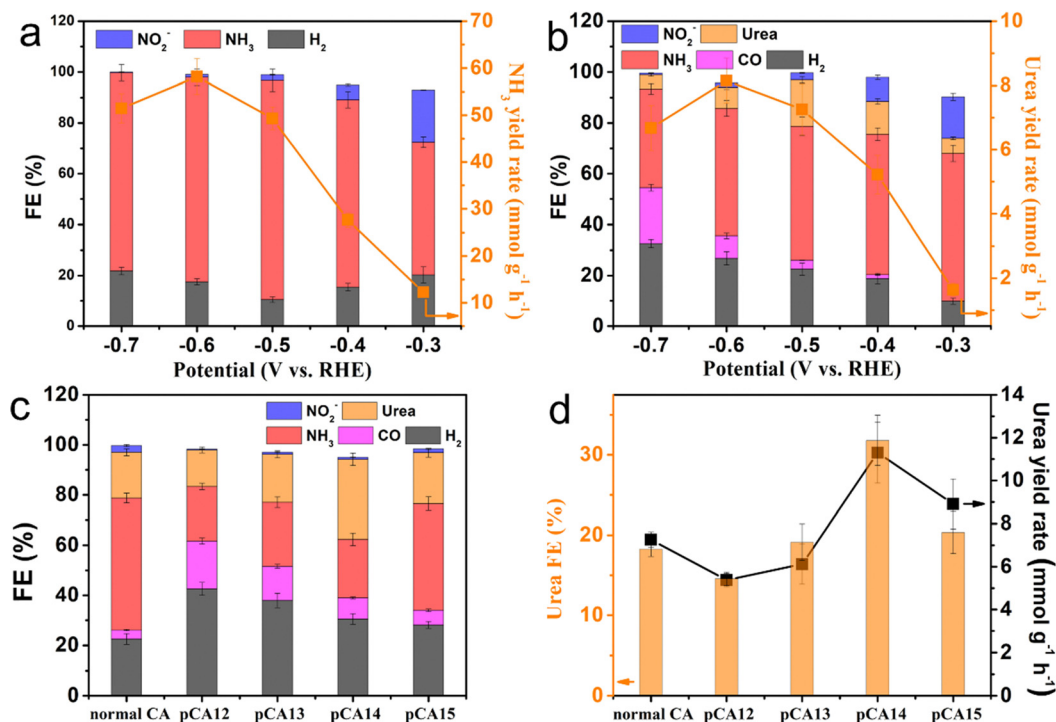 a
NO₂⁻ NH₃ H₂
FE (%)
120
100
80
60
40
20
0
-0.7 -0.6 -0.5 -0.4 -0.3
Potential (V vs. RHE)
70
60
50
40
30
20
10
NH₃ yield rate (mmol g⁻¹ h⁻¹)
b
NO₂⁻ Urea
NH₃ CO H₂
FE (%)
120
100
80
60
40
20
0
-0.7 -0.6 -0.5 -0.4 -0.3
Potential (V vs. RHE)
10
8
6
4
2
0
Urea yield rate (mmol g⁻¹ h⁻¹)
c
NO₂⁻ Urea
NH₃ CO H₂
FE (%)
120
100
80
60
40
20
0
normal CA pCA12 pCA13 pCA14 pCA15
d
Urea FE (%)
30
20
10
0
normal CA pCA12 pCA13 pCA14 pCA15
14
12
10
8
6
4
2
0
Urea yield rate (mmol g⁻¹ h⁻¹)